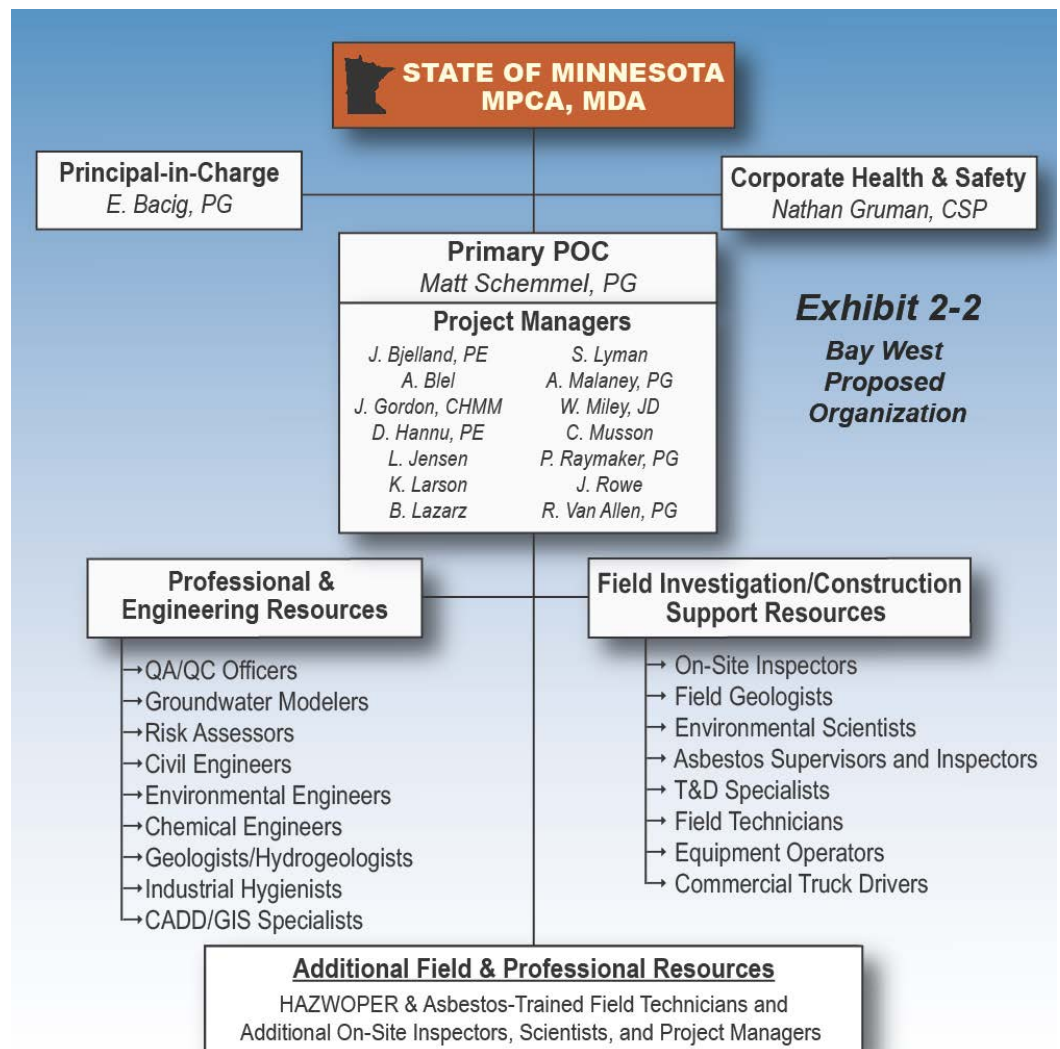 STATE OF MINNESOTA
MPCA, MDA
Principal-in-Charge
E. Bacig, PG
Corporate Health & Safety
Nathan Gruman, CSP
Primary POC
Matt Schemmel, PG
Project Managers
J. Bjelland, PE
A. Blel
J. Gordon, CHMM
D. Hannu, PE
L. Jensen
K. Larson
B. Lazarz
S. Lyman
A. Malaney, PG
W. Miley, JD
C. Musson
P. Raymaker, PG
J. Rowe
R. Van Allen, PG
Exhibit 2-2
Bay West
Proposed
Organization
Professional &
Engineering Resources
QA/QC Officers
Groundwater Modelers
Risk Assessors
Civil Engineers
Environmental Engineers
Chemical Engineers
Geologists/Hydrogeologists
Industrial Hygienists
CADD/GIS Specialists
Field Investigation/Construction
Support Resources
On-Site Inspectors
Field Geologists
Environmental Scientists
Asbestos Supervisors and Inspectors
T&D Specialists
Field Technicians
Equipment Operators
Commercial Truck Drivers
Additional Field & Professional Resources
HAZWOPER & Asbestos-Trained Field Technicians and
Additional On-Site Inspectors, Scientists, and Project Managers